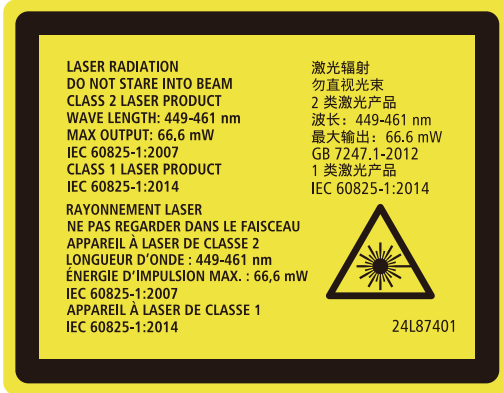 LASER RADIATION
DO NOT STARE INTO BEAM
CLASS 2 LASER PRODUCT
WAVE LENGTH: 449-461 nm
MAX OUTPUT: 66,6 mW
IEC 60825-1:2007
CLASS 1 LASER PRODUCT
IEC 60825-1:2014
RAYONNEMENT LASER
NE PAS REGARDER DANS LE FAISCEAU
APPAREIL À LASER DE CLASSE 2
LONGUEUR D’ONDE : 449-461 nm
ÉNERGIE D’IMPULSION MAX. : 66,6 mW
IEC 60825-1:2007
APPAREIL À LASER DE CLASSE 1
IEC 60825-1:2014
激光辐射
勿直视光束
2 类激光产品
波长：449-461 nm
最大输出：66.6 mW
GB 7247.1-2012
1 类激光产品
IEC 60825-1:2014
24L87401